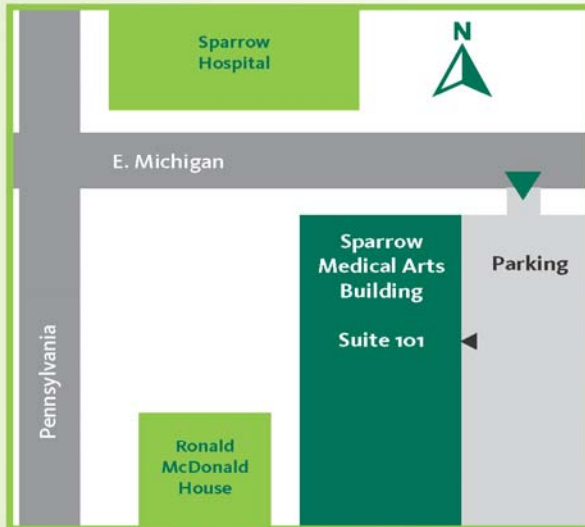 Sparrow
Hospital
N
E. Michigan
Sparrow
Medical Arts
Building
Parking
Suite 101
Pennsylvania
Ronald
McDonald
House